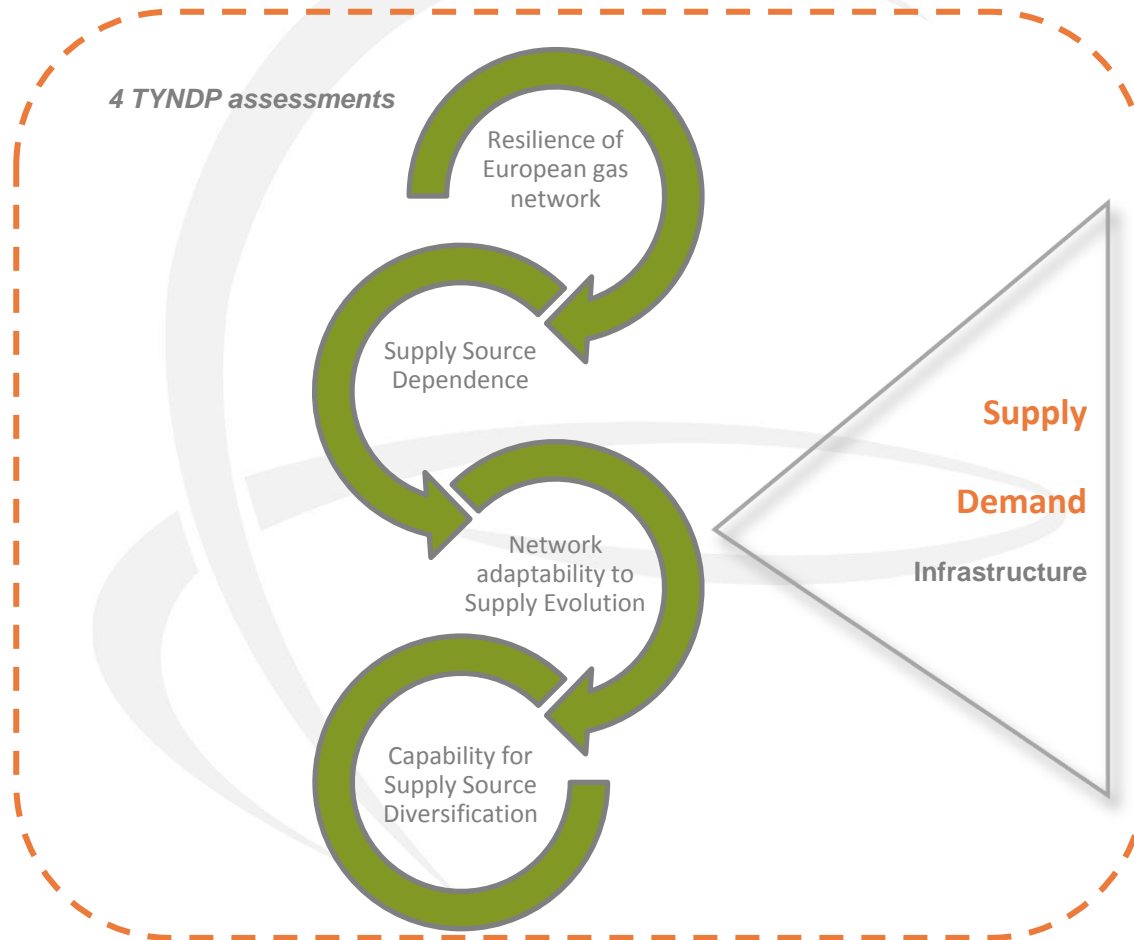 4 TYNDP assessments
Resilience of
European gas
network
Supply Source
Dependence
Network
adaptability to
Supply Evolution
Capability for
Supply Source
Diversification
Supply
Demand
Infrastructure